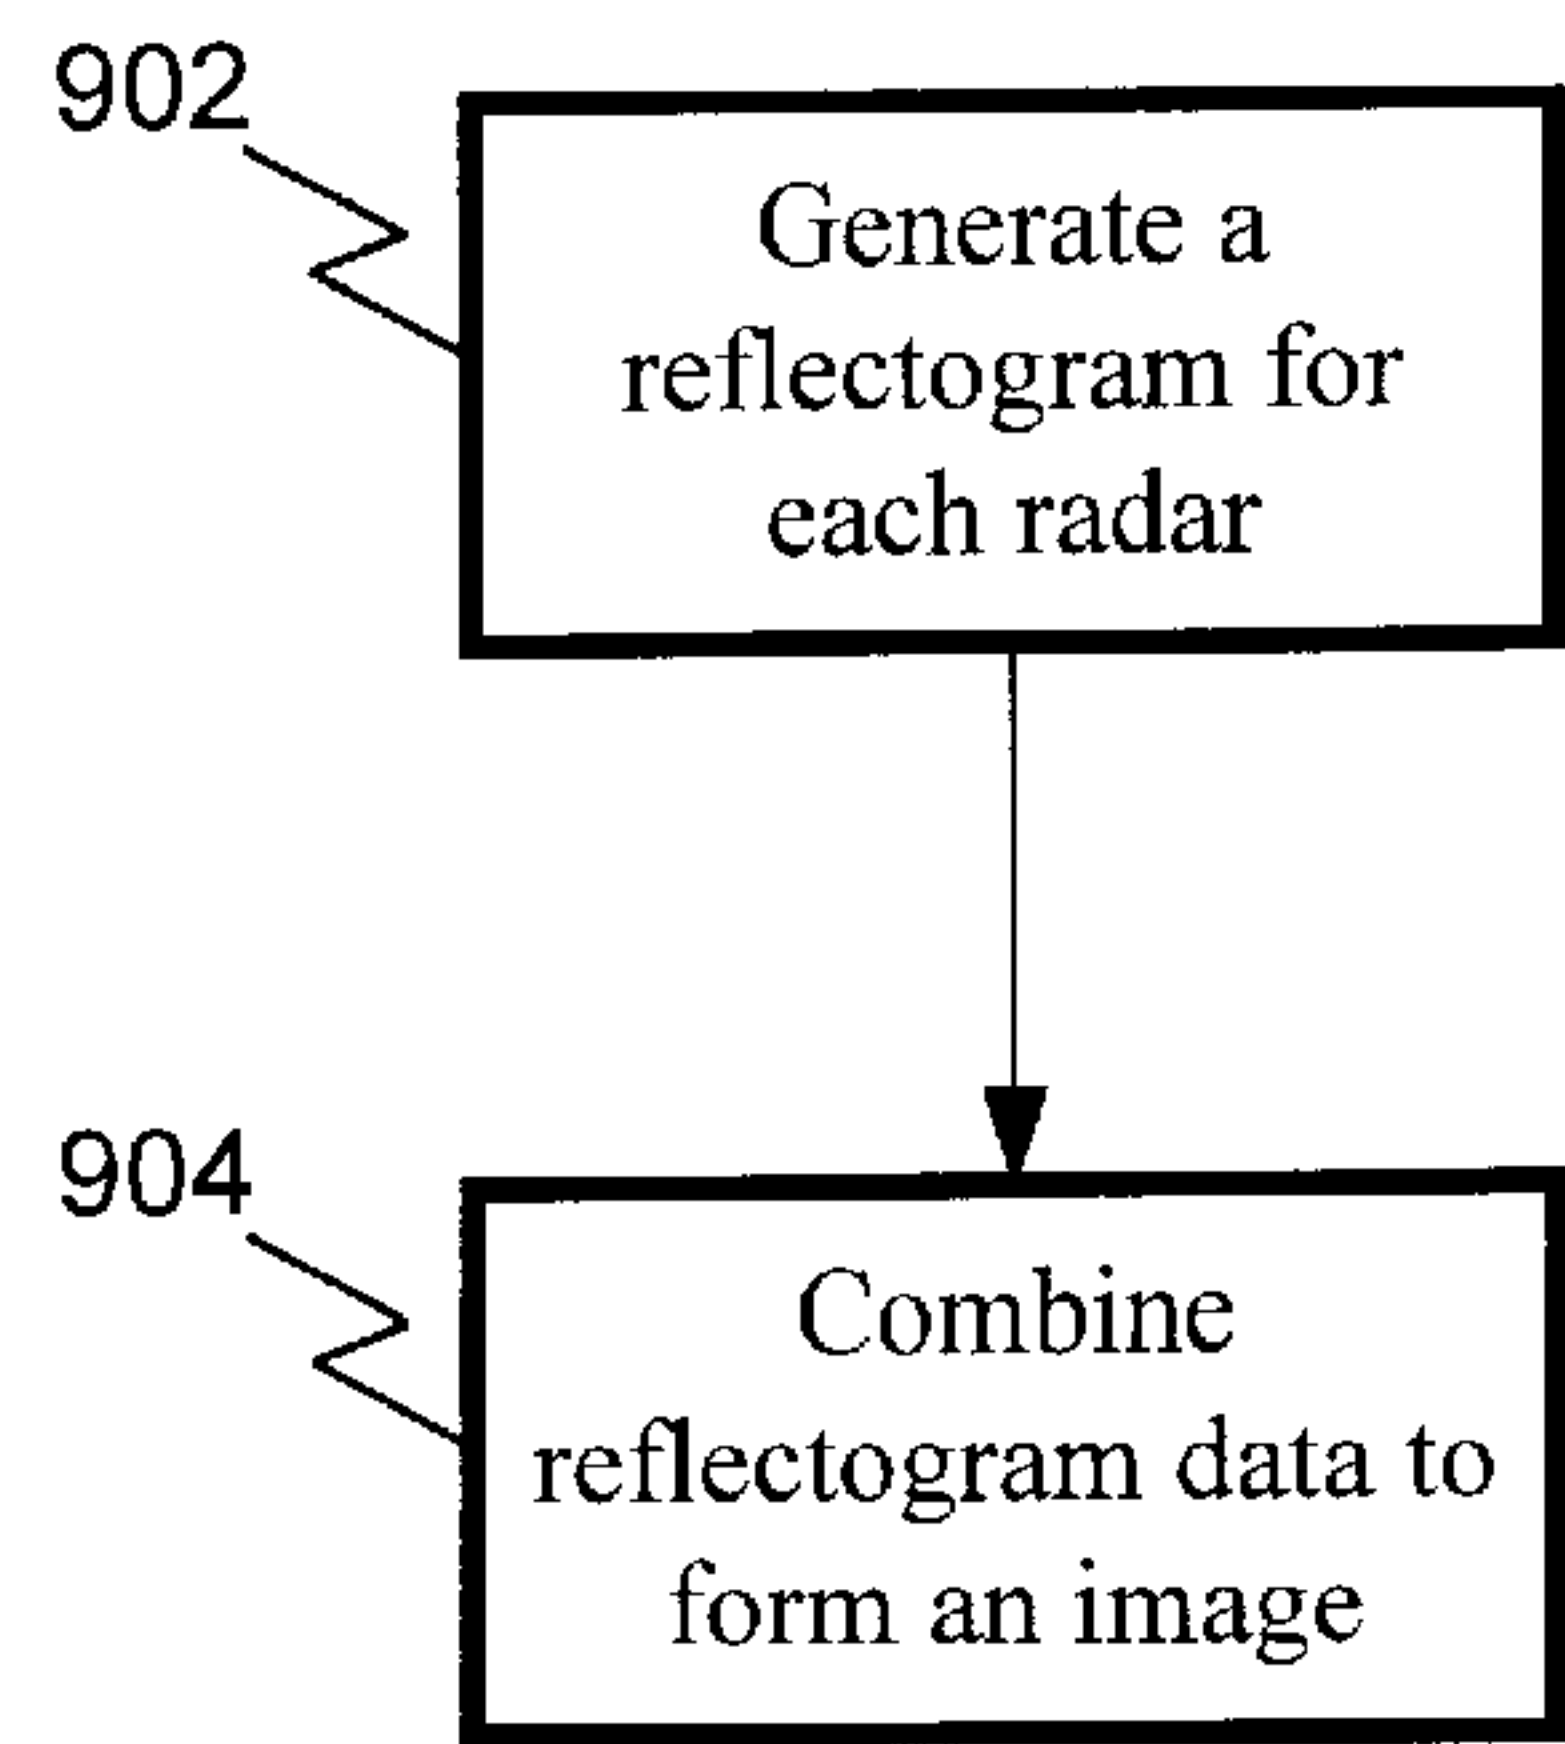 902
Generate a
reflectogram for
each radar
904
Combine
reflectogram data to
form an image